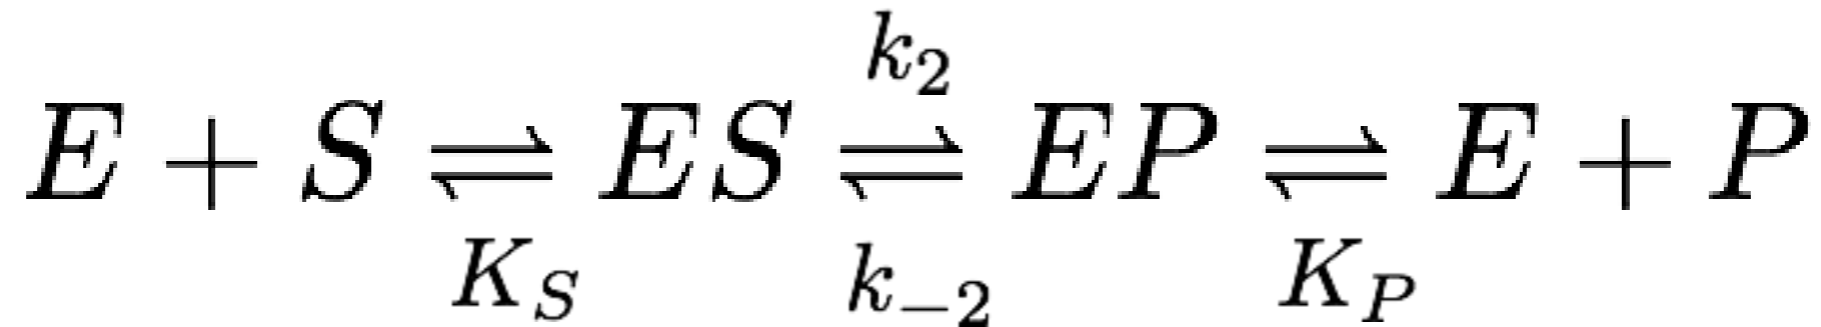 k₂
E + S ⇌ ES ⇌ EP ⇌ E + P
K_S k₋₂ K_P